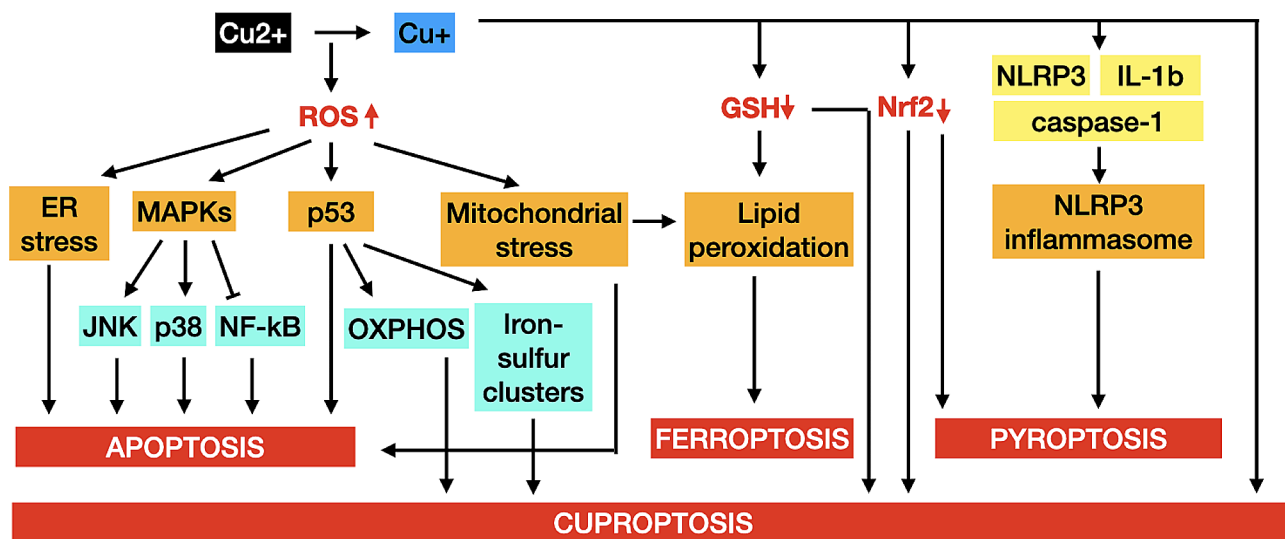 Cu2+
Cu+
ROS
GSH
Nrf2
NLRP3
IL-1b
caspase-1
ER
stress
MAPKs
p53
Mitochondrial
stress
Lipid
peroxidation
NLRP3
inflammasome
JNK
p38
NF-kB
OXPHOS
Iron-
sulfur
clusters
APOPTOSIS
FERROPTOSIS
PYROPTOSIS
CUPROPTOSIS